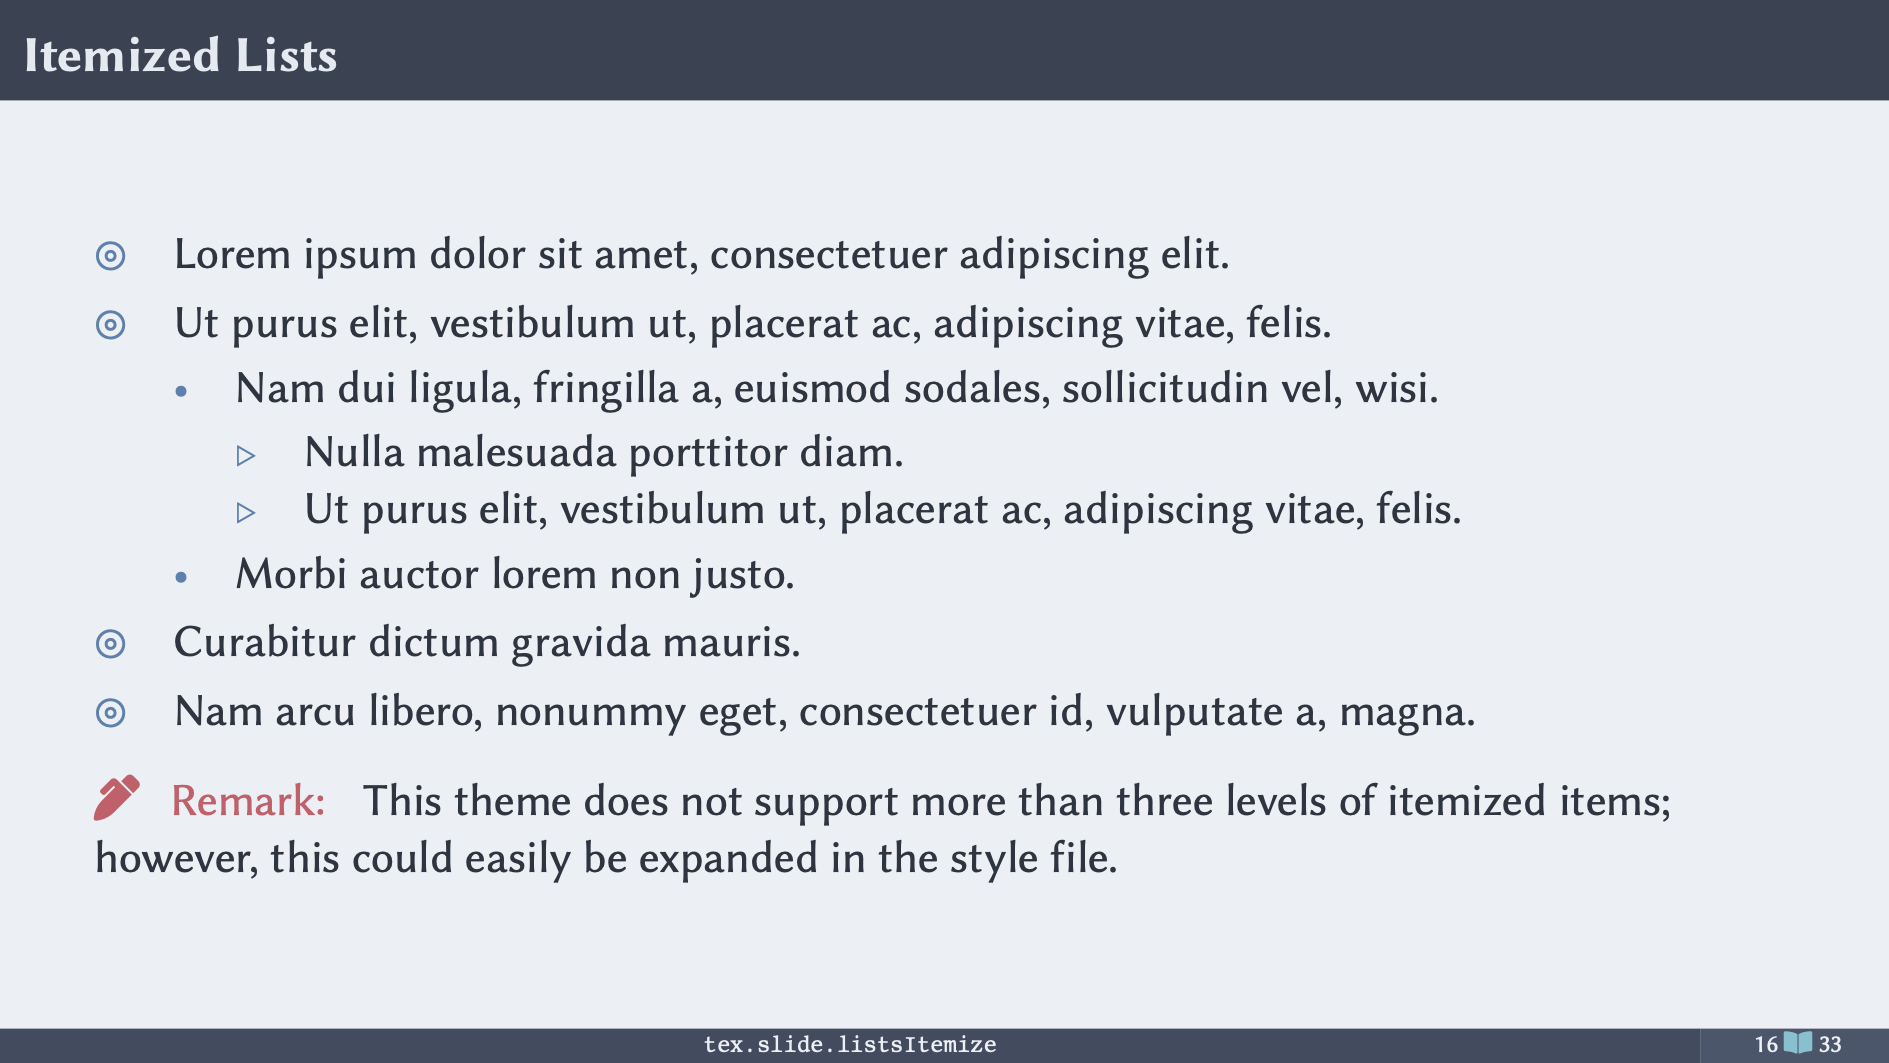 Itemized Lists
Lorem ipsum dolor sit amet, consectetuer adipiscing elit.
Ut purus elit, vestibulum ut, placerat ac, adipiscing vitae, felis.
Nam dui ligula, fringilla a, euismod sodales, sollicitudin vel, wisi.
Nulla malesuada porttitor diam.
Ut purus elit, vestibulum ut, placerat ac, adipiscing vitae, felis.
Morbi auctor lorem non justo.
Curabitur dictum gravida mauris.
Nam arcu libero, nonummy eget, consectetuer id, vulputate a, magna.
Remark: This theme does not support more than three levels of itemized items;
however, this could easily be expanded in the style file.
tex.slide.listsItemize
16 33